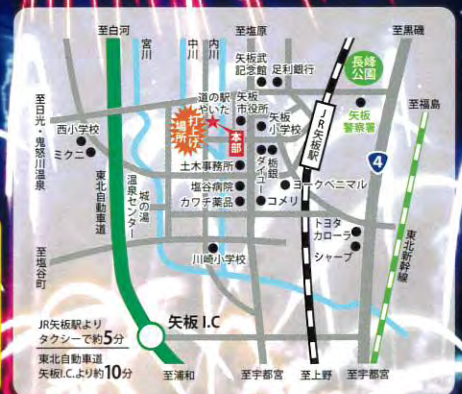 至白河
至塩原
至黒磯
宮川
中川
内川
矢板武
記念館
足利銀行
長峰
公園
道の駅
やいた
矢板
市役所
矢板
小学校
矢板
警察署
至福島
至日光・鬼怒川温泉
西小学校
ミクニ
打上げ
場所
本部
JR矢板駅
4
土木事務所
栃銀
ダイユー
ヨークベニマル
塩谷病院
カワチ薬品
コメリ
東北自動車道
城の湯
温泉センター
トヨタ
カローラ
シャープ
東北新幹線
至塩谷町
川崎小学校
矢板 I.C
JR矢板駅より
タクシーで約5分
東北自動車道
矢板I.C.より約10分
至浦和
至宇都宮
至上野
至宇都宮